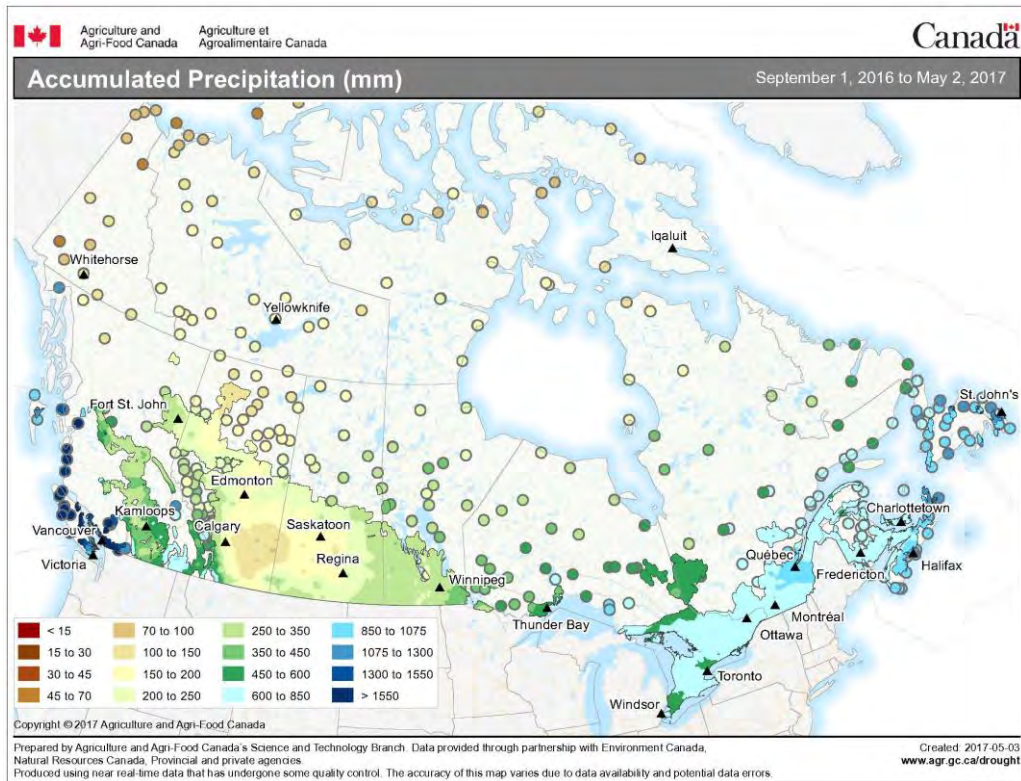 Agriculture and Agriculture et
Agri-Food Canada Agroalimentaire Canada
Canada
Accumulated Precipitation (mm)
September 1, 2016 to May 2, 2017
Iqaluit
Whitehorse
Yellowknife
St. John's
Fort St. John
Edmonton
Charlottetown
Kamloops
Calgary
Saskatoon
Vancouver
Regina
Québec
Victoria
Winnipeg
Fredericton
Halifax
Thunder Bay
Montréal
Ottawa
Toronto
Windsor
< 15 70 to 100 250 to 350 850 to 1075
15 to 30 100 to 150 350 to 450 1075 to 1300
30 to 45 150 to 200 450 to 600 1300 to 1550
45 to 70 200 to 250 600 to 850 > 1550
Copyright © 2017 Agriculture and Agri-Food Canada
Prepared by Agriculture and Agri-Food Canada's Science and Technology Branch. Data provided through partnership with Environment Canada,
Natural Resources Canada, Provincial and private agencies.
Produced using near real-time data that has undergone some quality control. The accuracy of this map varies due to data availability and potential data errors.
Created: 2017-05-03
www.agr.gc.ca/drought